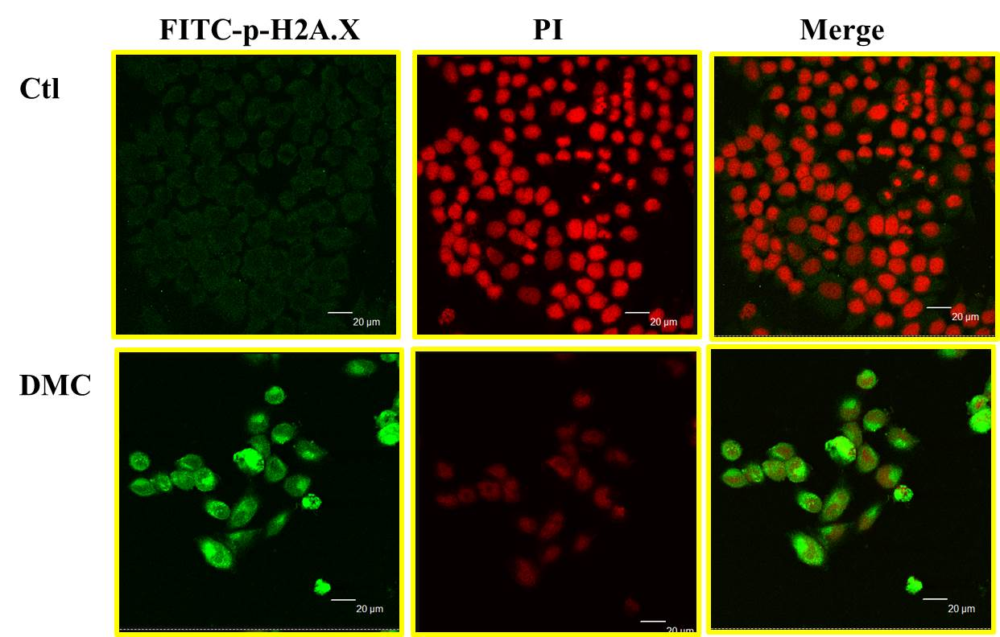 FITC-p-H2A.X PI Merge
Ctl
20 µm 20 µm 20 µm
DMC
20 µm 20 µm 20 µm